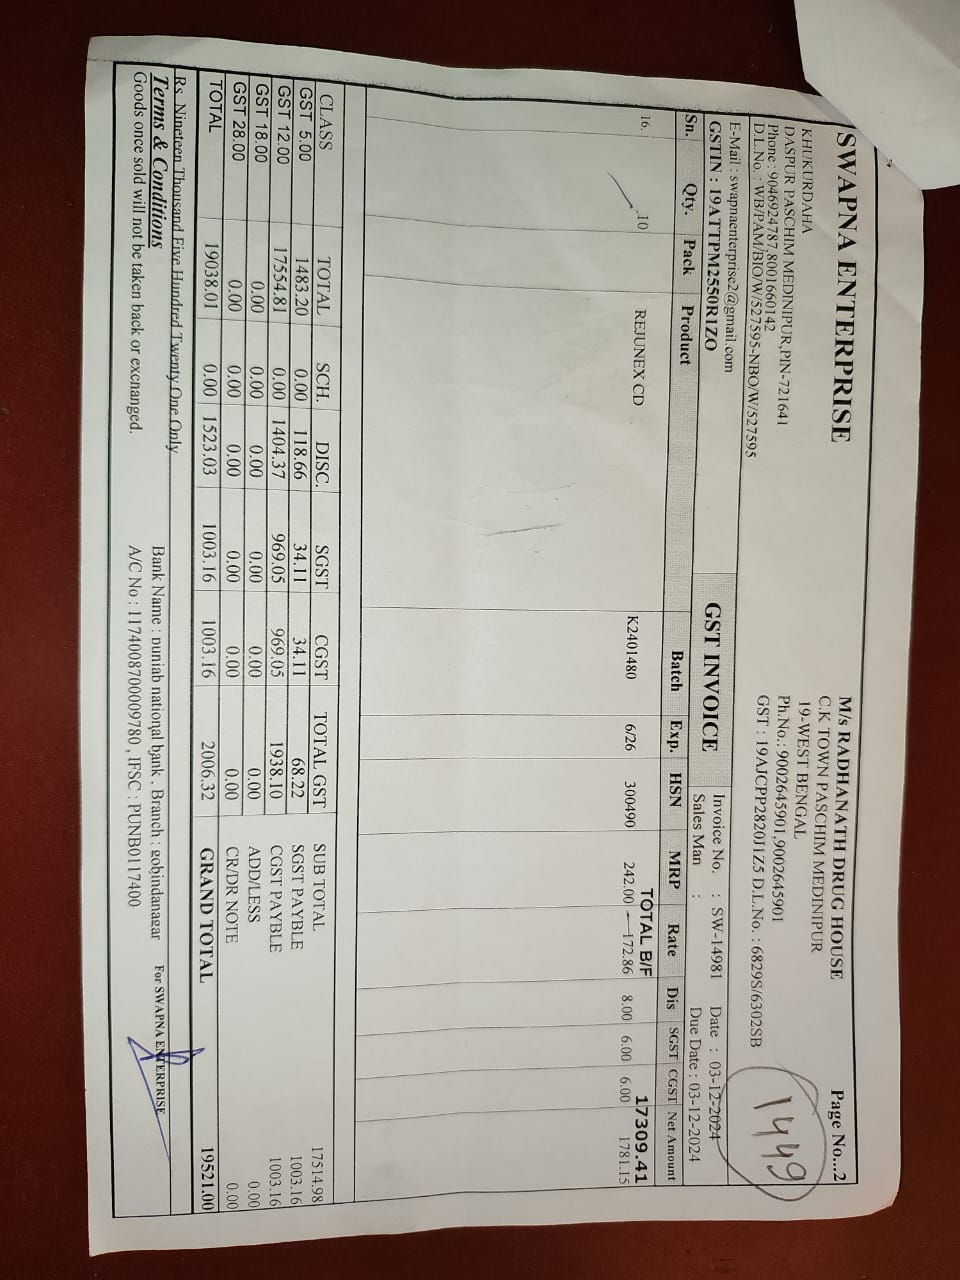 SWAPNA ENTERPRISE
KHUKURDAHA
DASPUR PASCHIM MEDINIPUR,PIN-721641
Phone : 9046924787,8001660142
D.L.No. : WB/PAM/BIO/W/527595-NBO/W/527595
E-Mail : swapnaenterprise2@gmail.com
GSTIN : 19ATTPM2550R1ZO
GST INVOICE
Page No...2
M/s RADHANATH DRUG HOUSE
C.K TOWN PASCHIM MEDINIPUR
19-WEST BENGAL
Ph.No.: 9002645901,9002645901
GST : 19AJCPP2820J1Z5 D.L.No. : 6829S/6302SB
1449
Invoice No. : SW-14981 Date : 03-12-2024
Sales Man : Due Date : 03-12-2024
Sn. Qty. Pack Product Batch Exp. HSN MRP Rate Dis SGST CGST Net Amount
TOTAL B/F 17309.41
16. 10 REJUNEX CD K2401480 6/26 300490 242.00 172.86 8.00 6.00 6.00 1781.15
CLASS TOTAL SCH. DISC. SGST CGST TOTAL GST
GST 5.00 1483.20 0.00 118.66 34.11 34.11 68.22
GST 12.00 17554.81 0.00 1404.37 969.05 969.05 1938.10
GST 18.00 0.00 0.00 0.00 0.00 0.00 0.00
GST 28.00 0.00 0.00 0.00 0.00 0.00 0.00
TOTAL 19038.01 0.00 1523.03 1003.16 1003.16 2006.32
SUB TOTAL 17514.98
SGST PAYBLE 1003.16
CGST PAYBLE 1003.16
ADD/LESS 0.00
CR/DR NOTE 0.00
GRAND TOTAL 19521.00
Rs. Nineteen Thousand Five Hundred Twenty One Only
Terms & Conditions
Goods once sold will not be taken back or exchanged.
Bank Name : punjab national bank , Branch : gobindanagar
A/C No : 1174008700009780 , IFSC : PUNB0117400
For SWAPNA ENTERPRISE